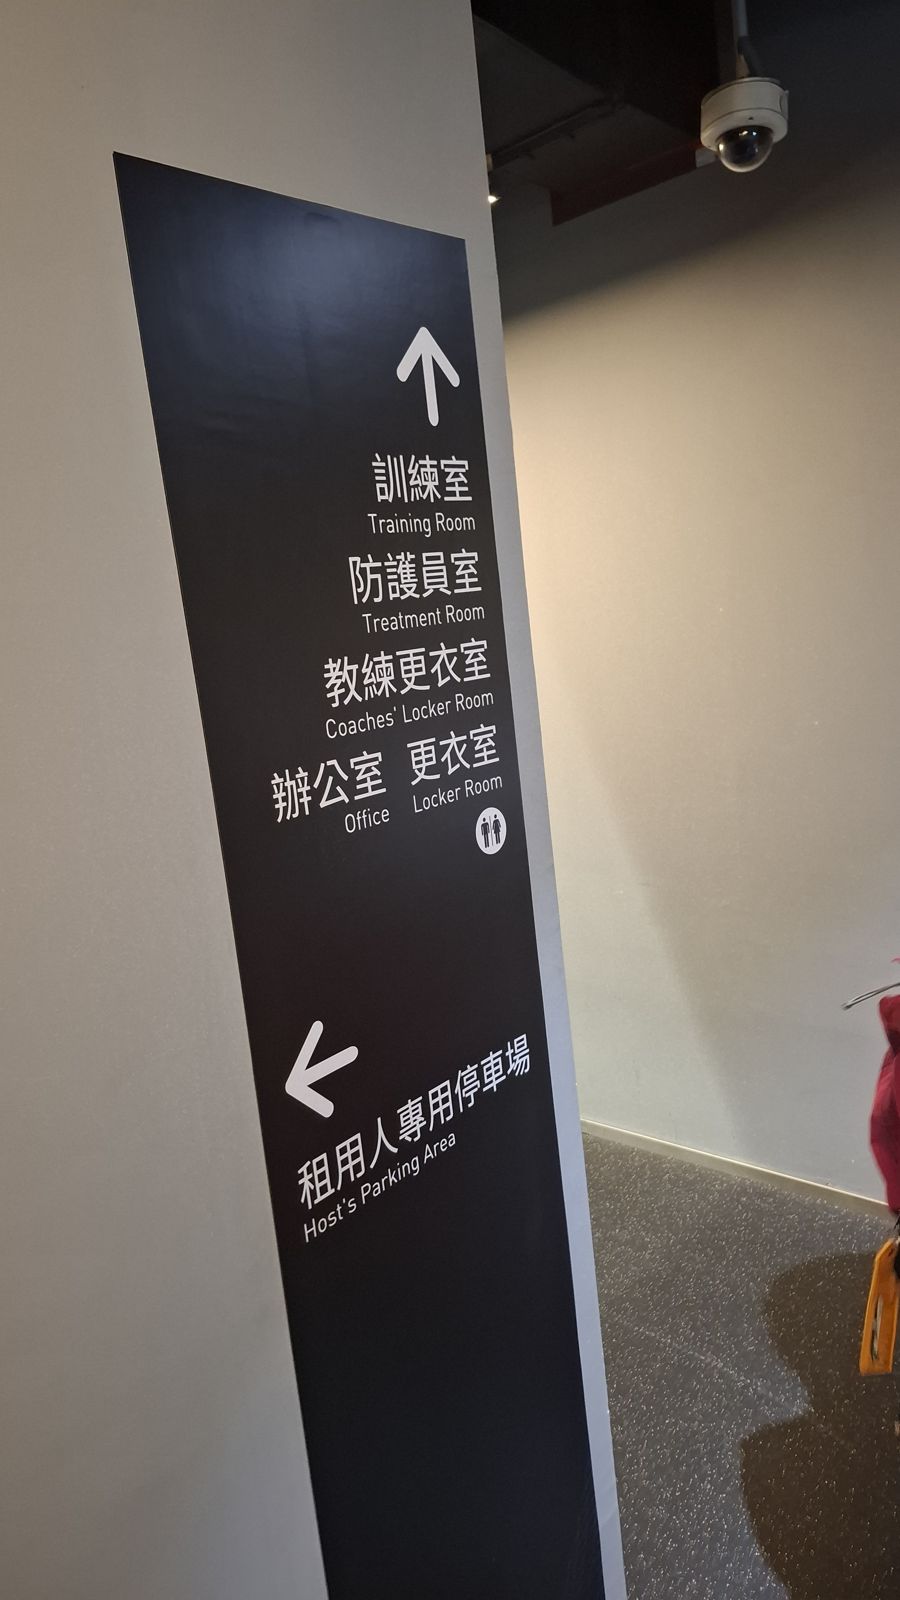 訓練室
Training Room
防護員室
Treatment Room
教練更衣室
Coaches' Locker Room
辦公室 更衣室
Office Locker Room
租用人專用停車場
Host's Parking Area